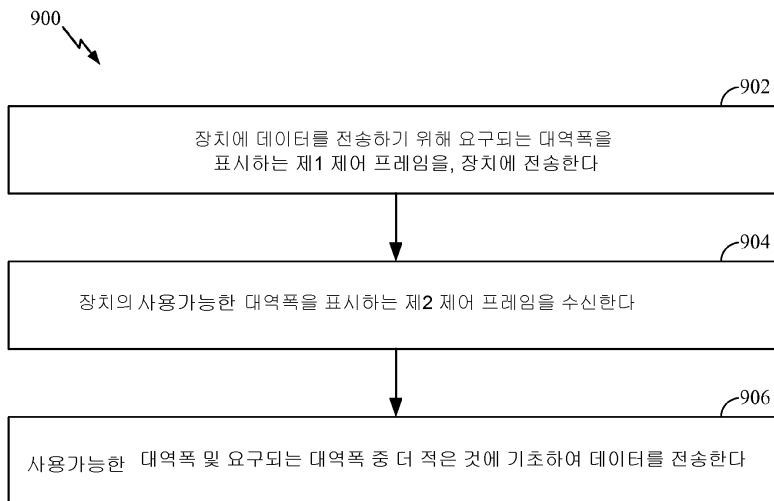 900
902
장치에 데이터를 전송하기 위해 요구되는 대역폭을
표시하는 제1 제어 프레임을, 장치에 전송한다
904
장치의 사용가능한 대역폭을 표시하는 제2 제어 프레임을 수신한다
906
사용가능한 대역폭 및 요구되는 대역폭 중 더 적은 것에 기초하여 데이터를 전송한다